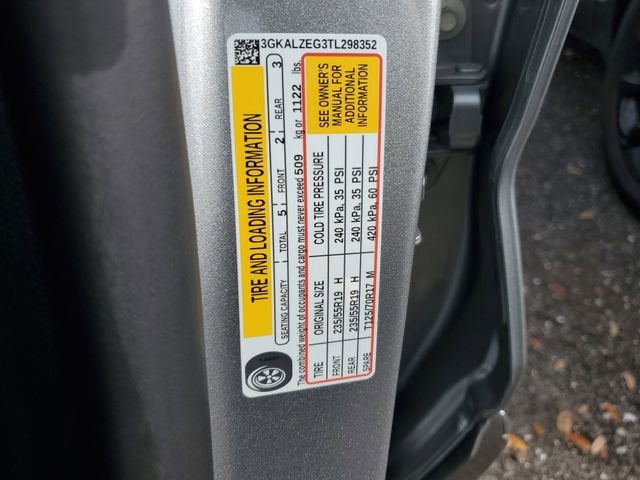 3GKALZEG3TL298352
TIRE AND LOADING INFORMATION
SEATING CAPACITY TOTAL 5 FRONT 2 REAR 3
The combined weight of occupants and cargo must never exceed 509 kg or 1122 lbs.
TIRE ORIGINAL SIZE COLD TIRE PRESSURE
FRONT 235/55R19 H 240 kPa, 35 PSI
REAR 235/55R19 H 240 kPa, 35 PSI
SPARE T125/70R17 M 420 kPa, 60 PSI
SEE OWNER'S
MANUAL FOR
ADDITIONAL
INFORMATION